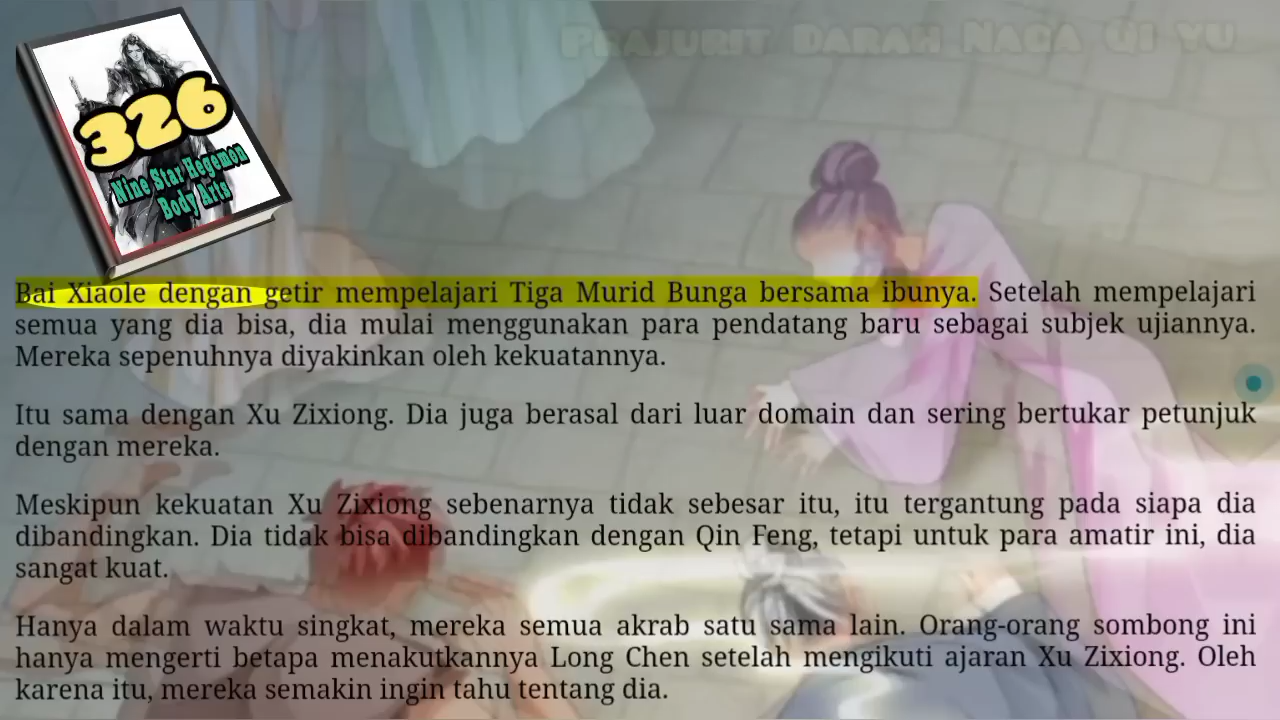 Prajurit Darah Naga Qi Yu
326
Nine Star Hegemon
Body Arts
Bai Xiaole dengan getir mempelajari Tiga Murid Bunga bersama ibunya. Setelah mempelajari
semua yang dia bisa, dia mulai menggunakan para pendatang baru sebagai subjek ujiannya.
Mereka sepenuhnya diyakinkan oleh kekuatannya.
Itu sama dengan Xu Zixiong. Dia juga berasal dari luar domain dan sering bertukar petunjuk
dengan mereka.
Meskipun kekuatan Xu Zixiong sebenarnya tidak sebesar itu, itu tergantung pada siapa dia
dibandingkan. Dia tidak bisa dibandingkan dengan Qin Feng, tetapi untuk para amatir ini, dia
sangat kuat.
Hanya dalam waktu singkat, mereka semua akrab satu sama lain. Orang-orang sombong ini
hanya mengerti betapa menakutkannya Long Chen setelah mengikuti ajaran Xu Zixiong. Oleh
karena itu, mereka semakin ingin tahu tentang dia.